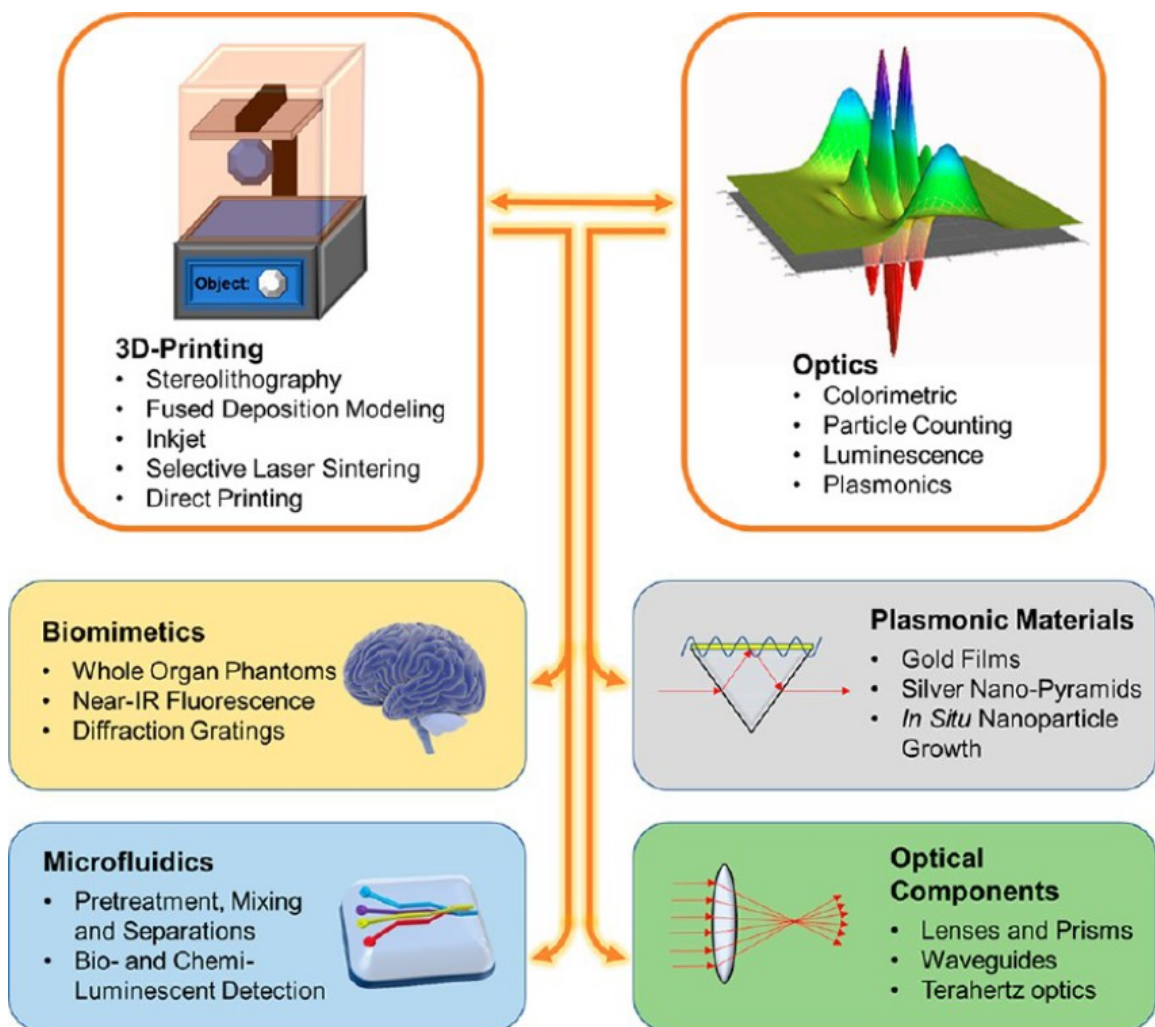 Object:
3D-Printing
• Stereolithography
• Fused Deposition Modeling
• Inkjet
• Selective Laser Sintering
• Direct Printing
Optics
• Colorimetric
• Particle Counting
• Luminescence
• Plasmonics
Biomimetics
• Whole Organ Phantoms
• Near-IR Fluorescence
• Diffraction Gratings
Plasmonic Materials
• Gold Films
• Silver Nano-Pyramids
• In Situ Nanoparticle
Growth
Microfluidics
• Pretreatment, Mixing
and Separations
• Bio- and Chemi-
Luminescent Detection
Optical
Components
• Lenses and Prisms
• Waveguides
• Terahertz optics